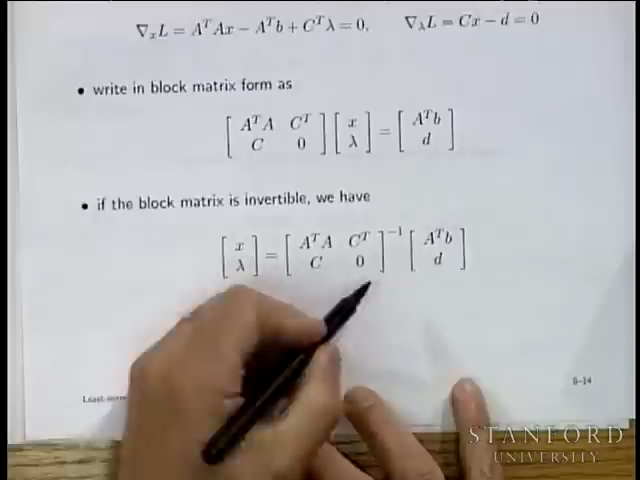 ∇ₓL = AᵀAx − Aᵀb + Cᵀλ = 0, ∇_λL = Cx − d = 0
• write in block matrix form as
[ AᵀA Cᵀ ] [ x ] = [ Aᵀb ]
[ C 0 ] [ λ ] [ d ]
• if the block matrix is invertible, we have
[ x ] = [ AᵀA Cᵀ ]⁻¹ [ Aᵀb ]
[ λ ] [ C 0 ] [ d ]
8–14
STANFORD
UNIVERSITY